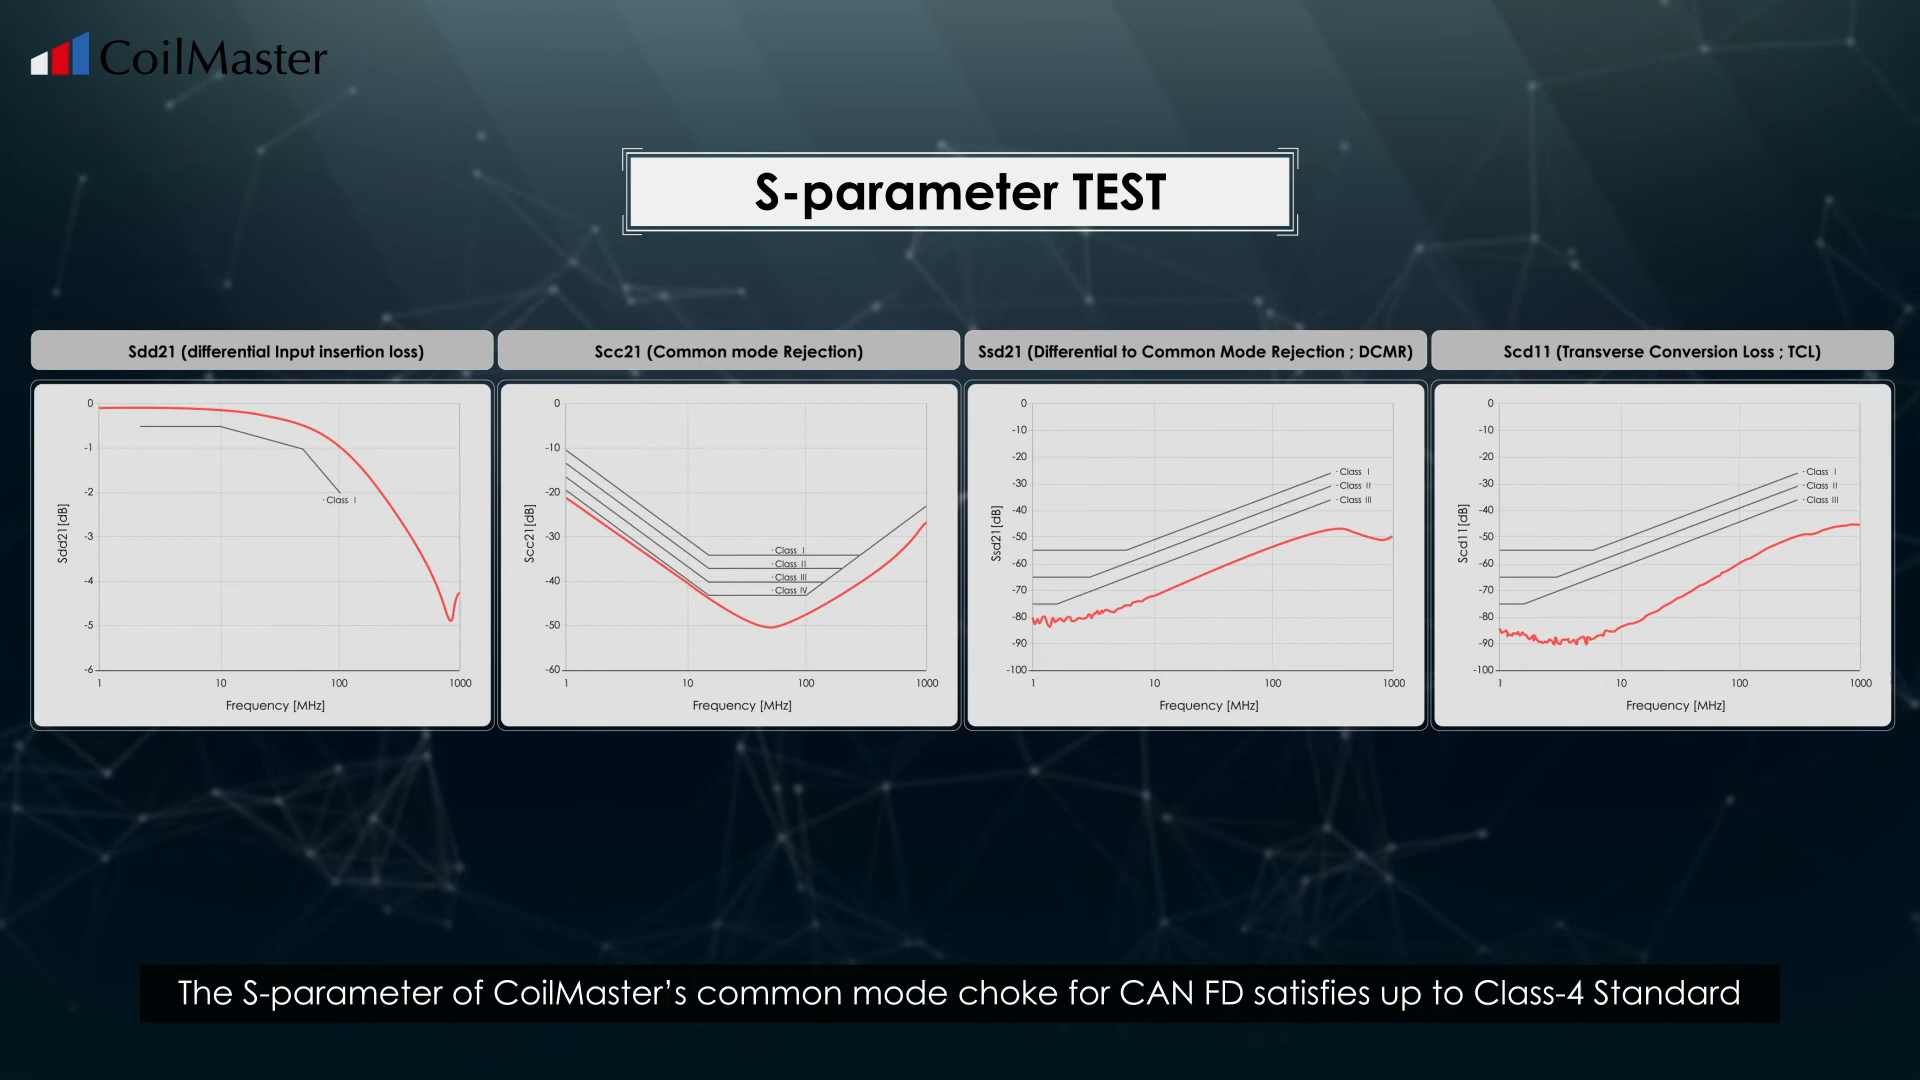 CoilMaster
S-parameter TEST
Sdd21 (differential Input insertion loss)
0
-1
-2
-3
-4
-5
-6
Sdd21[dB]
· Class I
1 10 100 1000
Frequency [MHz]
Scc21 (Common mode Rejection)
0
-10
-20
-30
-40
-50
-60
Scc21[dB]
· Class I
· Class II
· Class III
· Class IV
1 10 100 1000
Frequency [MHz]
Ssd21 (Differential to Common Mode Rejection ; DCMR)
0
-10
-20
-30
-40
-50
-60
-70
-80
-90
-100
Ssd21[dB]
· Class I
· Class II
· Class III
1 10 100 1000
Frequency [MHz]
Scd11 (Transverse Conversion Loss ; TCL)
0
-10
-20
-30
-40
-50
-60
-70
-80
-90
-100
Scd11[dB]
· Class I
· Class II
· Class III
1 10 100 1000
Frequency [MHz]
The S-parameter of CoilMaster’s common mode choke for CAN FD satisfies up to Class-4 Standard